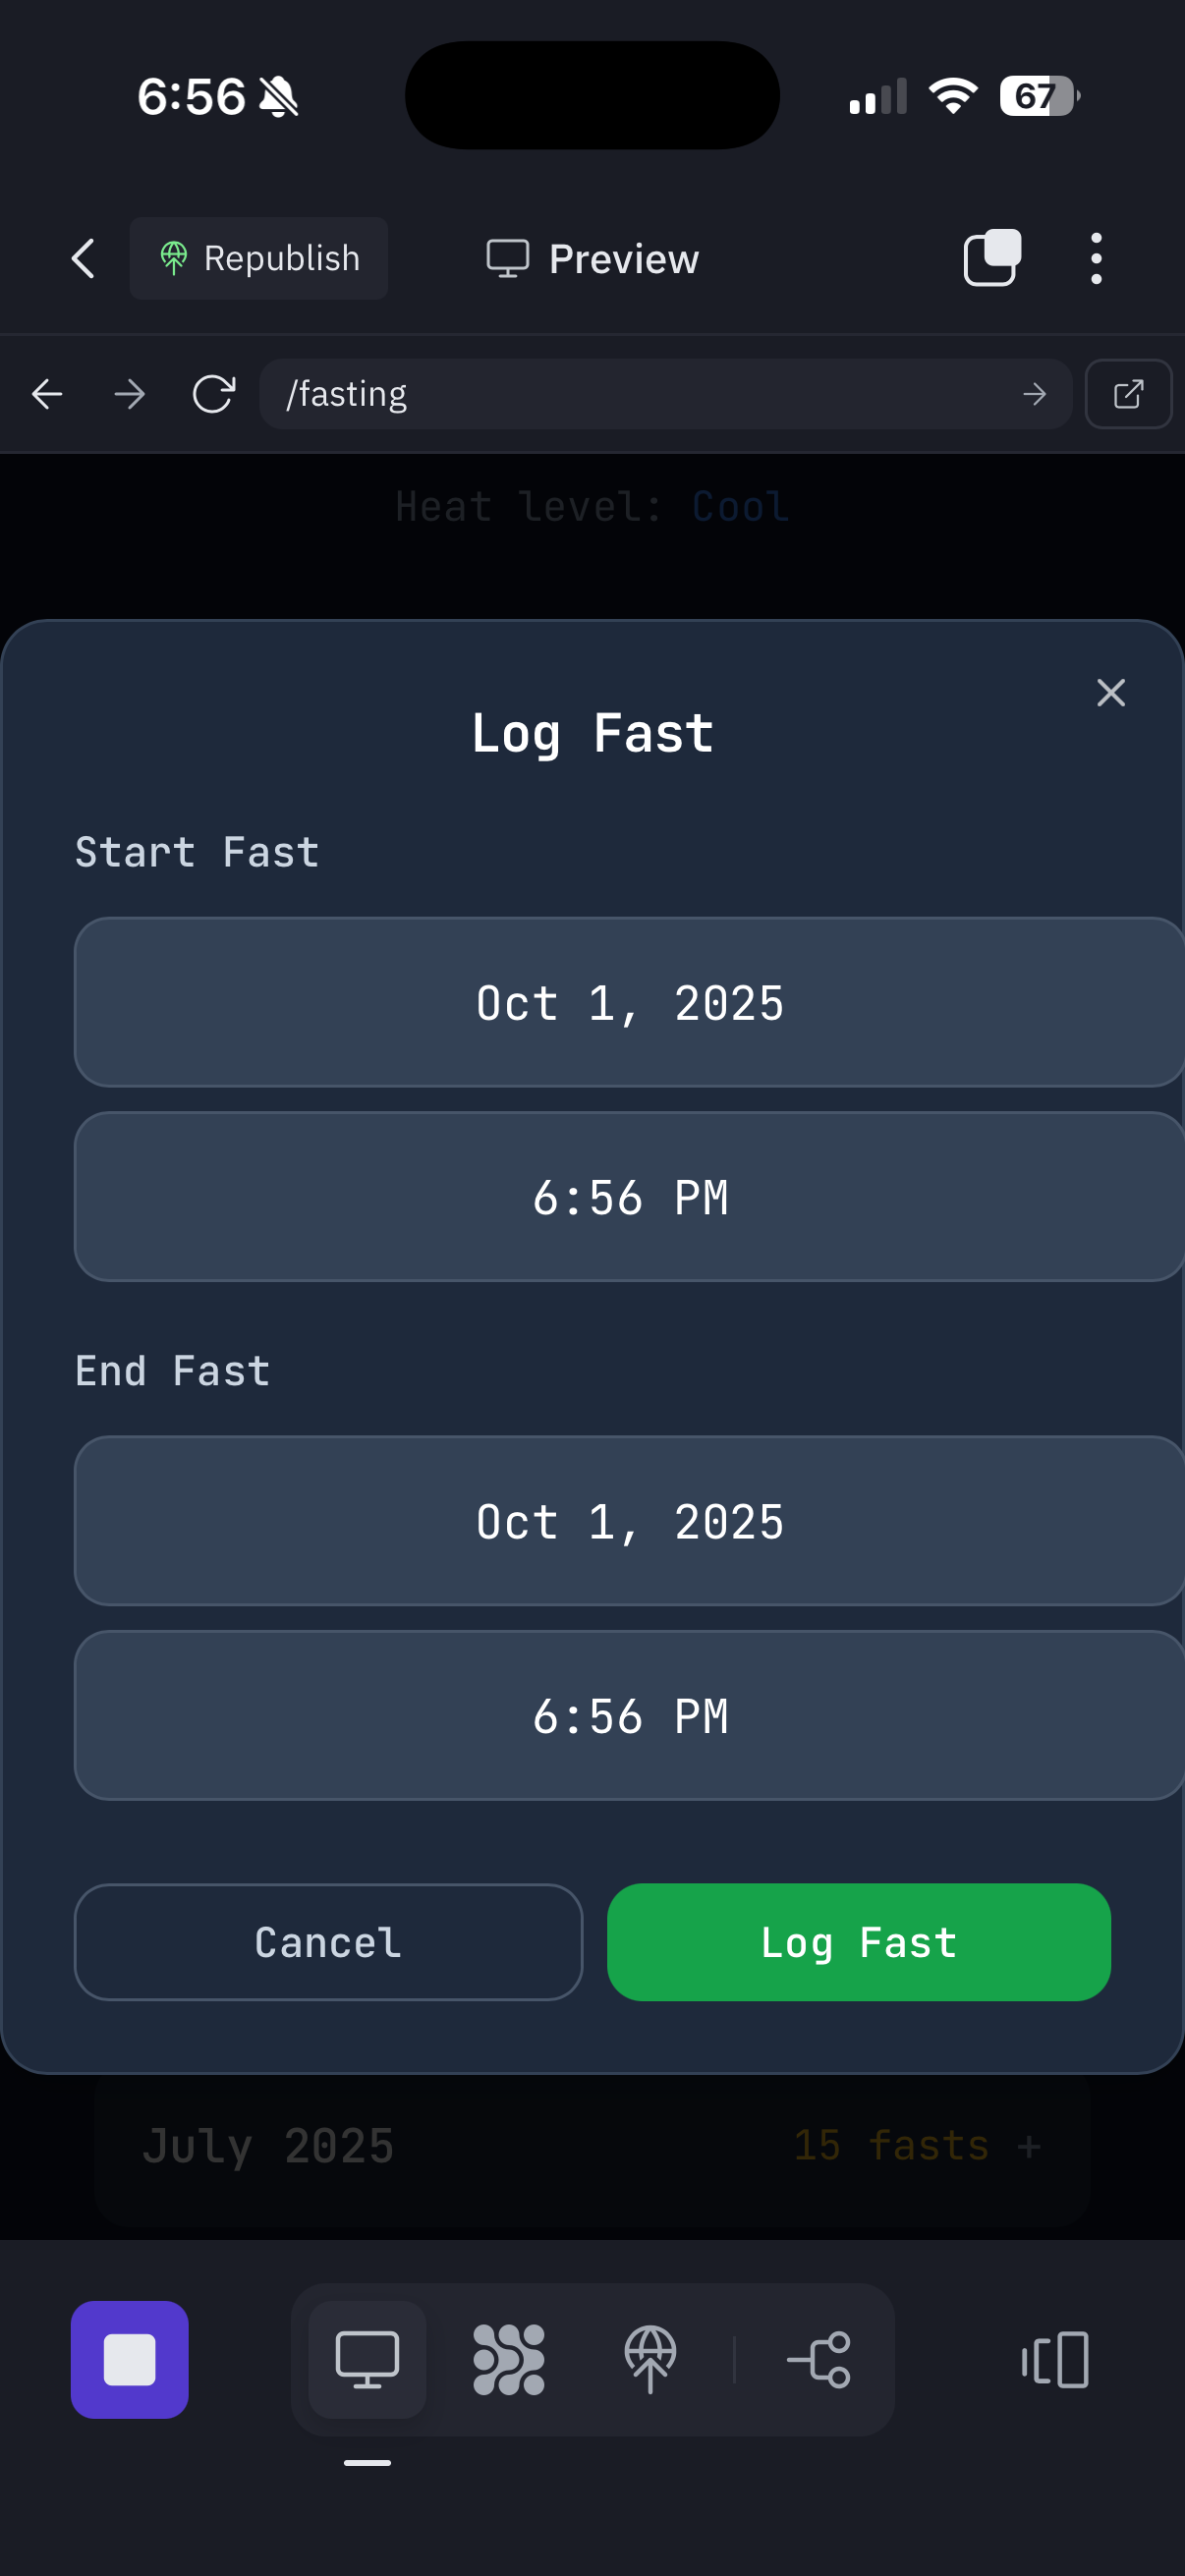 6:56
67
Republish
Preview
/fasting
Heat level: Cool
Log Fast
Start Fast
Oct 1, 2025
6:56 PM
End Fast
Oct 1, 2025
6:56 PM
Cancel
Log Fast
July 2025
15 fasts +